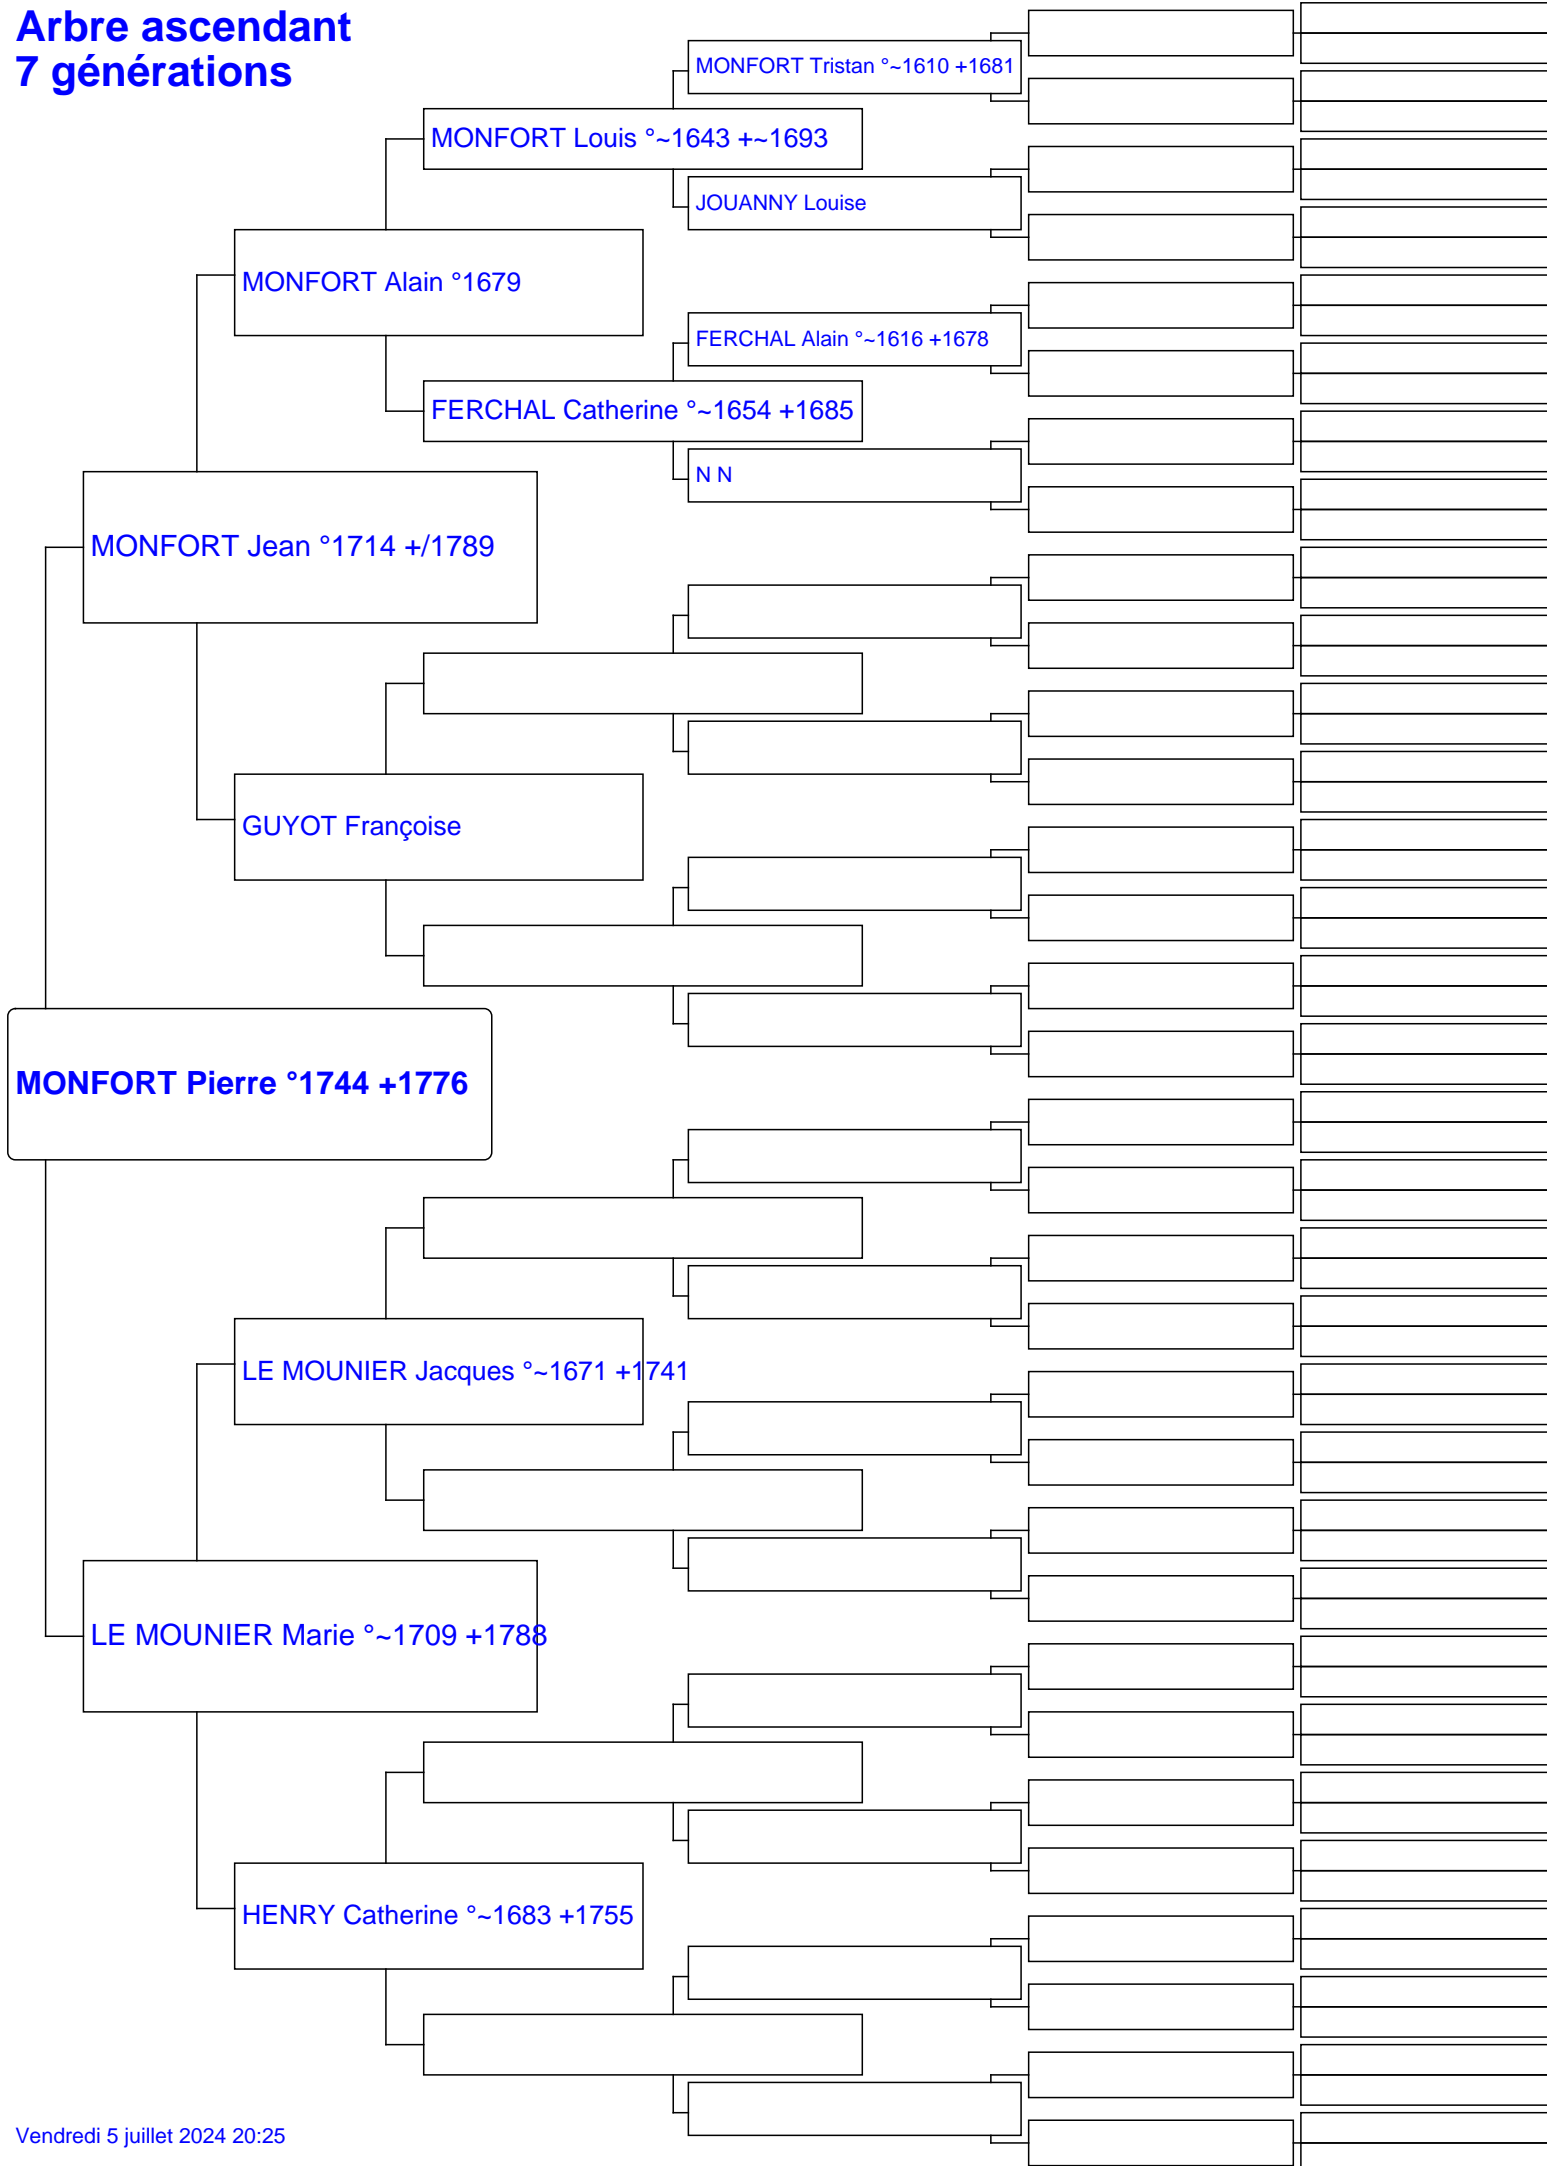 Arbre ascendant
7 générations
MONFORT Tristan °~1610 +1681
MONFORT Louis °~1643 +~1693
JOUANNY Louise
MONFORT Alain °1679
FERCHAL Alain °~1616 +1678
FERCHAL Catherine °~1654 +1685
N N
MONFORT Jean °1714 +/1789
GUYOT Françoise
MONFORT Pierre °1744 +1776
LE MOUNIER Jacques °~1671 +1741
LE MOUNIER Marie °~1709 +1788
HENRY Catherine °~1683 +1755
Vendredi 5 juillet 2024 20:25